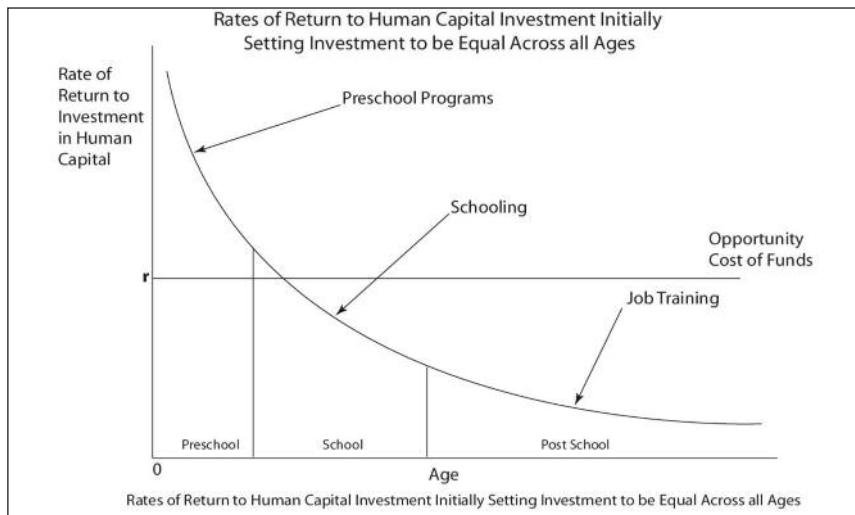 Rates of Return to Human Capital Investment Initially
Setting Investment to be Equal Across all Ages
Rate of
Return to
Investment
in Human
Capital
Preschool Programs
Schooling
Opportunity
Cost of Funds
r
Job Training
Preschool
School
Post School
0
Age
Rates of Return to Human Capital Investment Initially Setting Investment to be Equal Across all Ages